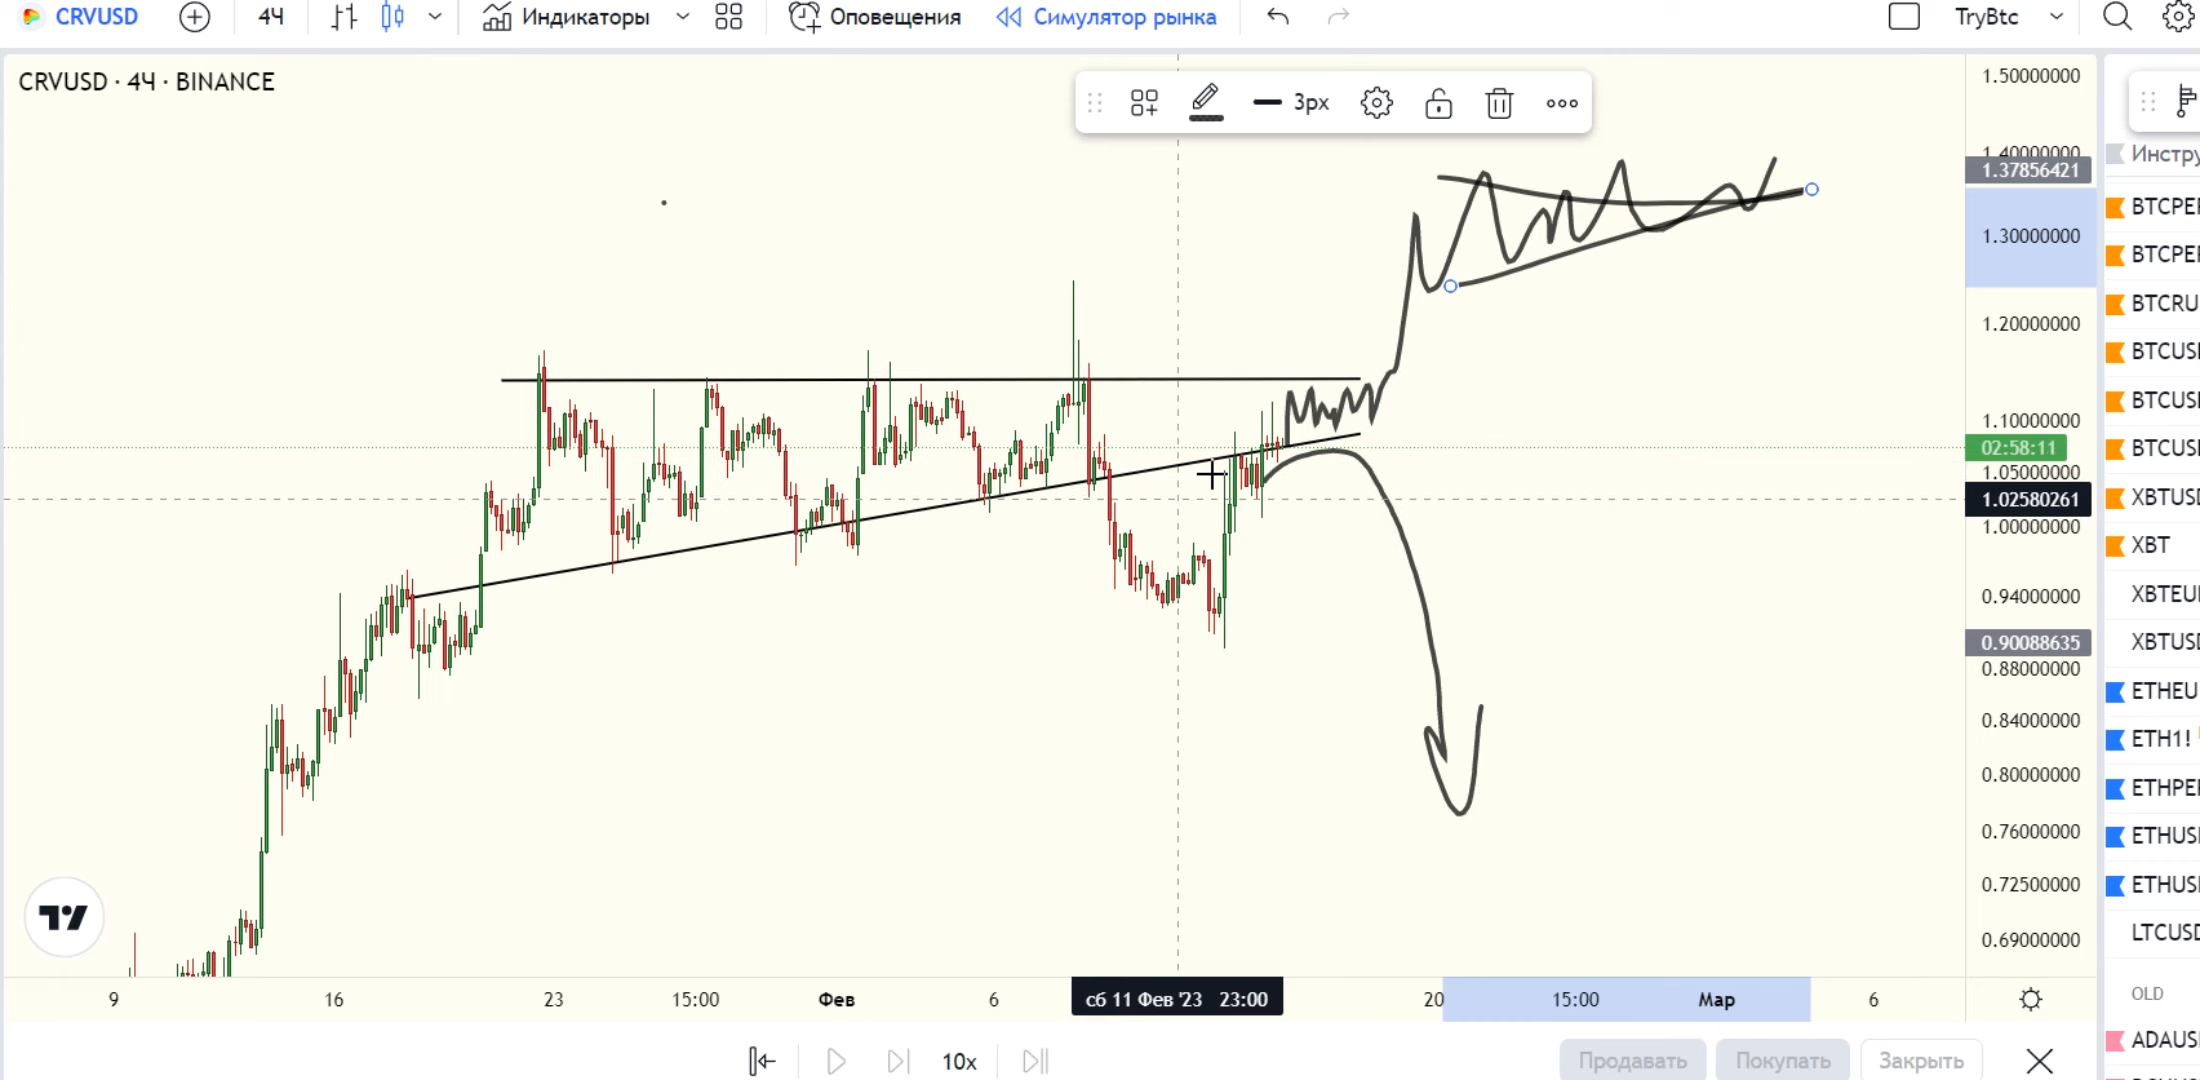 CRVUSD 4Ч Индикаторы Оповещения Симулятор рынка TryBtc
CRVUSD · 4Ч · BINANCE
3px
1.50000000
1.40000000
1.37856421
1.30000000
1.20000000
1.10000000
02:58:11
1.05000000
1.02580261
1.00000000
0.94000000
0.90088635
0.88000000
0.84000000
0.80000000
0.76000000
0.72500000
0.69000000
Инстру
BTCPE
BTCPE
BTCRU
BTCUS
BTCUS
BTCUS
XBTUS
XBT
XBTEU
XBTUS
ETHEU
ETH1!
ETHPE
ETHUS
ETHUS
LTCUS
OLD
ADAUS
9 16 23 15:00 Фев 6 сб 11 Фев '23 23:00 20 15:00 Мар 6
10x Продавать Покупать Закрыть